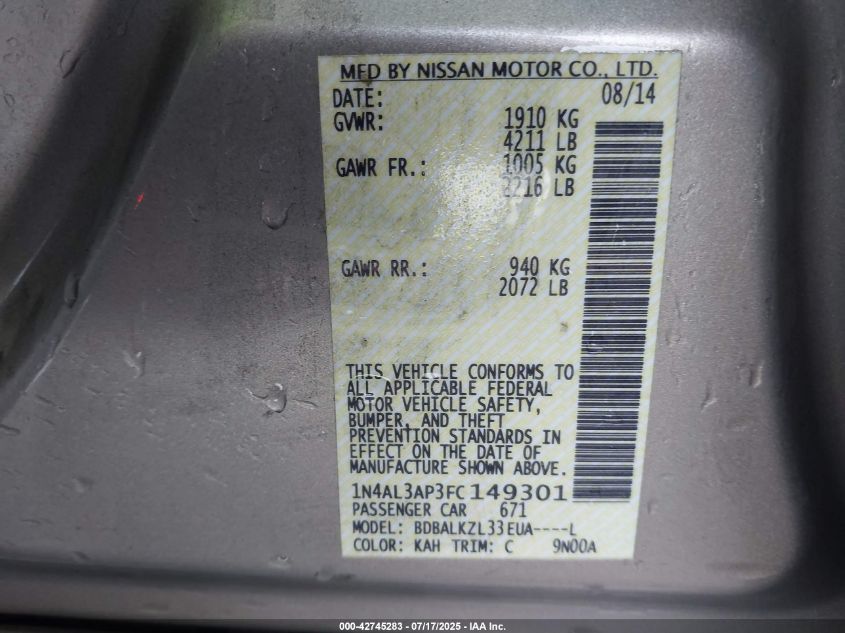 MFD BY NISSAN MOTOR CO., LTD.
DATE: 08/14
GVWR: 1910 KG
4211 LB
GAWR FR.: 1005 KG
2216 LB
GAWR RR.: 940 KG
2072 LB
THIS VEHICLE CONFORMS TO
ALL APPLICABLE FEDERAL
MOTOR VEHICLE SAFETY,
BUMPER, AND THEFT
PREVENTION STANDARDS IN
EFFECT ON THE DATE OF
MANUFACTURE SHOWN ABOVE.
1N4AL3AP3FC149301
PASSENGER CAR 671
MODEL: BDBALKZL33EUA----L
COLOR: KAH TRIM: C 9N00A
000-42745283 - 07/17/2025 - IAA Inc.